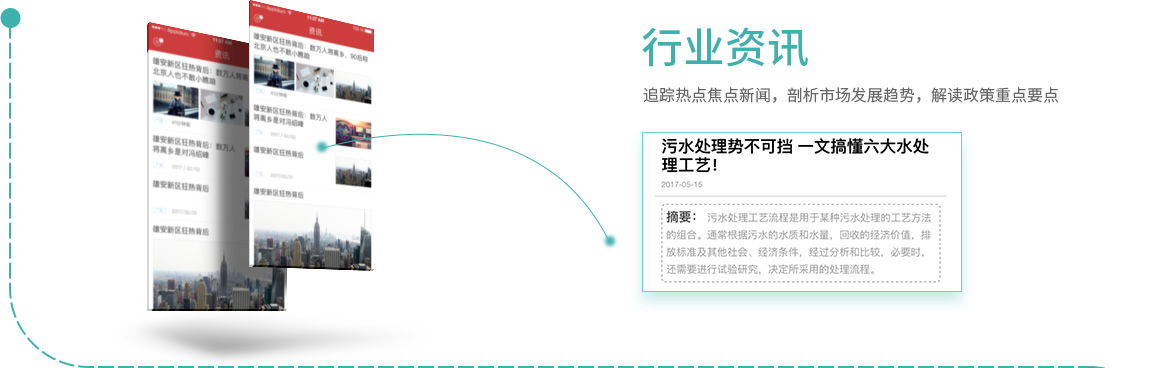 行业资讯
追踪热点焦点新闻，剖析市场发展趋势，解读政策重点要点
污水处理势不可挡 一文搞懂六大水处
理工艺！
2017-05-15
摘要： 污水处理工艺流程是用于某种污水处理的工艺方法
的组合。通常根据污水的水质和水量，回收的经济价值，排
放标准及其他社会、经济条件，经过分析和比较，必要时，
还需要进行试验研究，决定所采用的处理流程。
11:27 AM
资讯
雄安新区狂热背后：数万人将离乡，90后称
北京人也不敢小瞧咱
雄安新区狂热背后：数万人
将离乡是对冯绍峰
雄安新区狂热背后
雄安新区狂热背后
雄安新区狂热背后：数万人将离
北京人也不敢小瞧咱
雄安新区狂热背后：数万人
将离乡是对冯绍峰
雄安新区狂热背后
雄安新区狂热背后